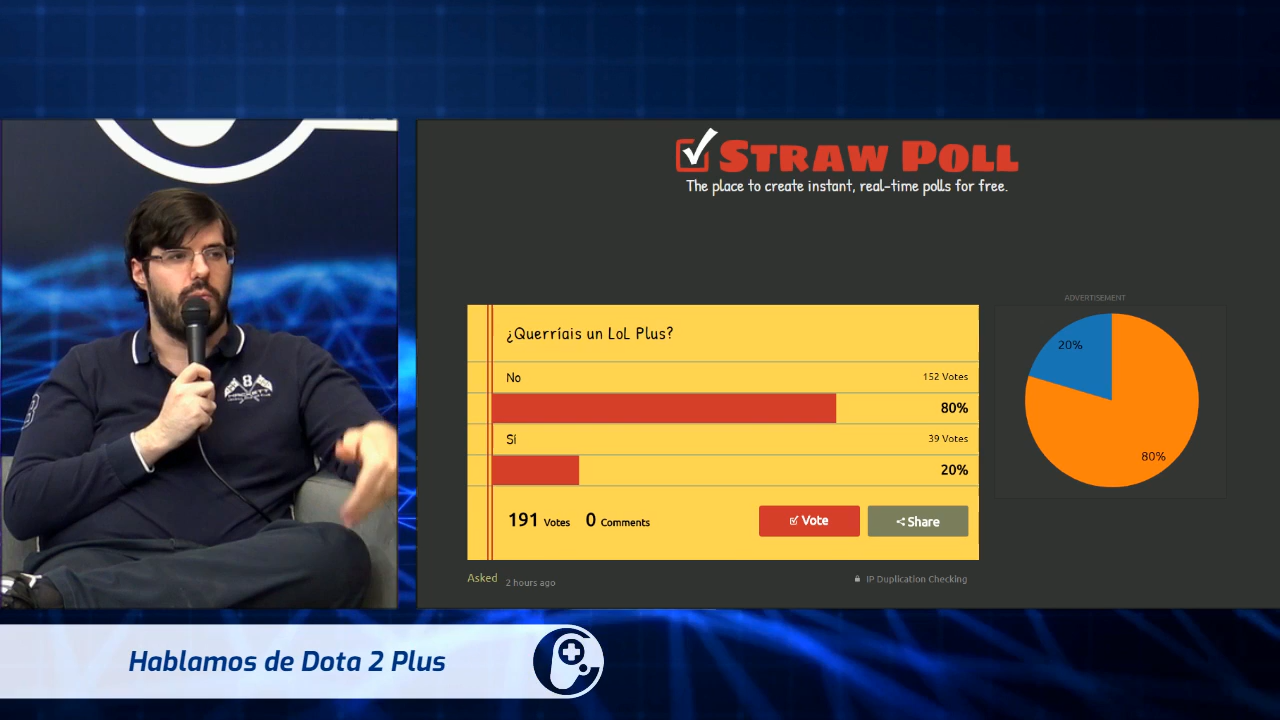 STRAW POLL
The place to create instant, real-time polls for free.
ADVERTISEMENT
¿Querríais un LoL Plus?
No 152 Votes
80%
Sí 39 Votes
20%
191 Votes 0 Comments Vote Share
Asked 2 hours ago IP Duplication Checking
20%
80%
8
Hablamos de Dota 2 Plus